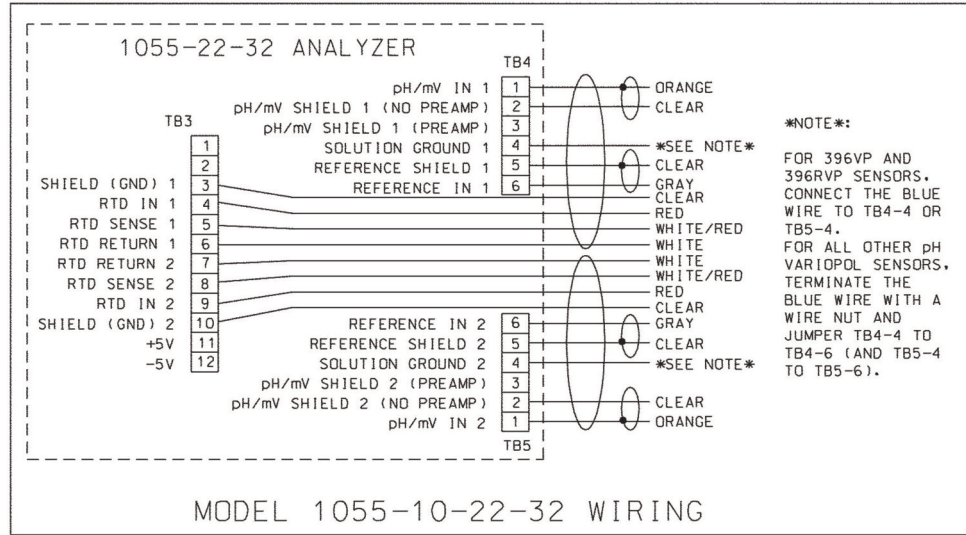 1055-22-32 ANALYZER
TB4
pH/mV IN 1 1 ORANGE
pH/mV SHIELD 1 (NO PREAMP) 2 CLEAR
pH/mV SHIELD 1 (PREAMP) 3
SOLUTION GROUND 1 4 *SEE NOTE*
REFERENCE SHIELD 1 5 CLEAR
REFERENCE IN 1 6 GRAY
TB3
1
2
SHIELD (GND) 1 3 CLEAR
RTD IN 1 4 RED
RTD SENSE 1 5 WHITE/RED
RTD RETURN 1 6 WHITE
RTD RETURN 2 7 WHITE
RTD SENSE 2 8 WHITE/RED
RTD IN 2 9 RED
SHIELD (GND) 2 10 CLEAR
+5V 11
-5V 12
REFERENCE IN 2 6 GRAY
REFERENCE SHIELD 2 5 CLEAR
SOLUTION GROUND 2 4 *SEE NOTE*
pH/mV SHIELD 2 (PREAMP) 3
pH/mV SHIELD 2 (NO PREAMP) 2 CLEAR
pH/mV IN 2 1 ORANGE
TB5
*NOTE*:
FOR 396VP AND
396RVP SENSORS,
CONNECT THE BLUE
WIRE TO TB4-4 OR
TB5-4.
FOR ALL OTHER pH
VARIOPOL SENSORS,
TERMINATE THE
BLUE WIRE WITH A
WIRE NUT AND
JUMPER TB4-4 TO
TB4-6 (AND TB5-4
TO TB5-6).
MODEL 1055-10-22-32 WIRING